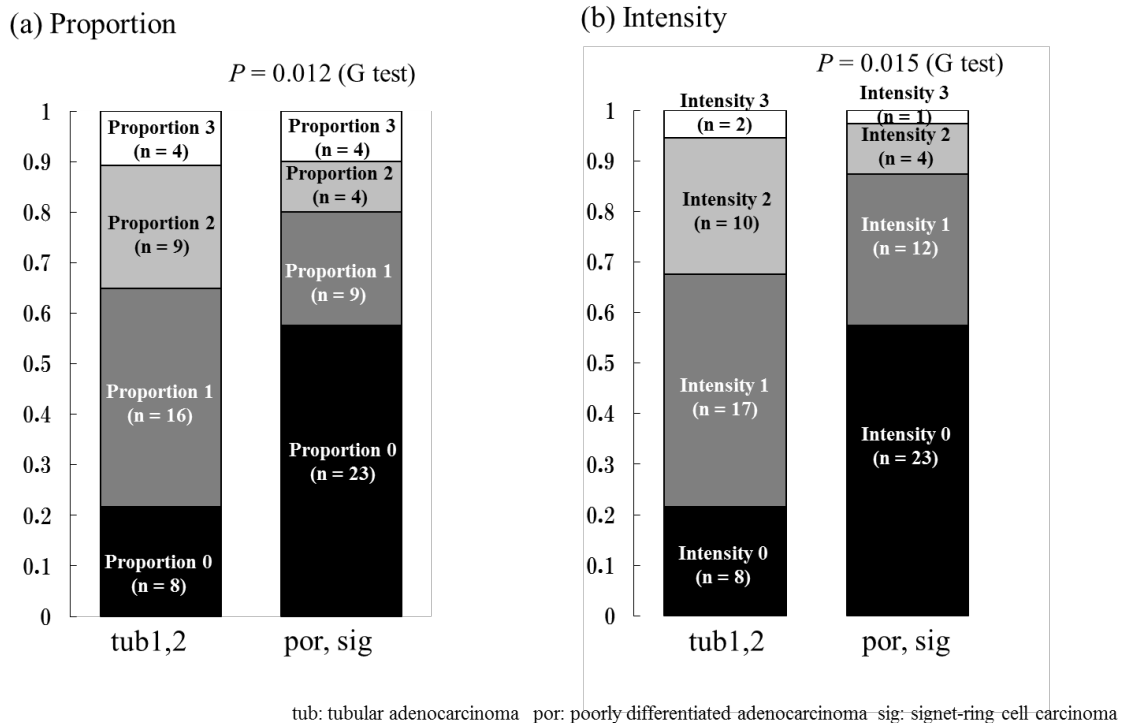 (a) Proportion
P = 0.012 (G test)
1
0.9
0.8
0.7
0.6
0.5
0.4
0.3
0.2
0.1
0
Proportion 3
(n = 4)
Proportion 2
(n = 9)
Proportion 1
(n = 16)
Proportion 0
(n = 8)
Proportion 3
(n = 4)
Proportion 2
(n = 4)
Proportion 1
(n = 9)
Proportion 0
(n = 23)
tub1,2
por, sig
(b) Intensity
P = 0.015 (G test)
1
0.9
0.8
0.7
0.6
0.5
0.4
0.3
0.2
0.1
0
Intensity 3
(n = 2)
Intensity 2
(n = 10)
Intensity 1
(n = 17)
Intensity 0
(n = 8)
Intensity 3
(n = 1)
Intensity 2
(n = 4)
Intensity 1
(n = 12)
Intensity 0
(n = 23)
tub1,2
por, sig
tub: tubular adenocarcinoma por: poorly differentiated adenocarcinoma sig: signet-ring cell carcinoma